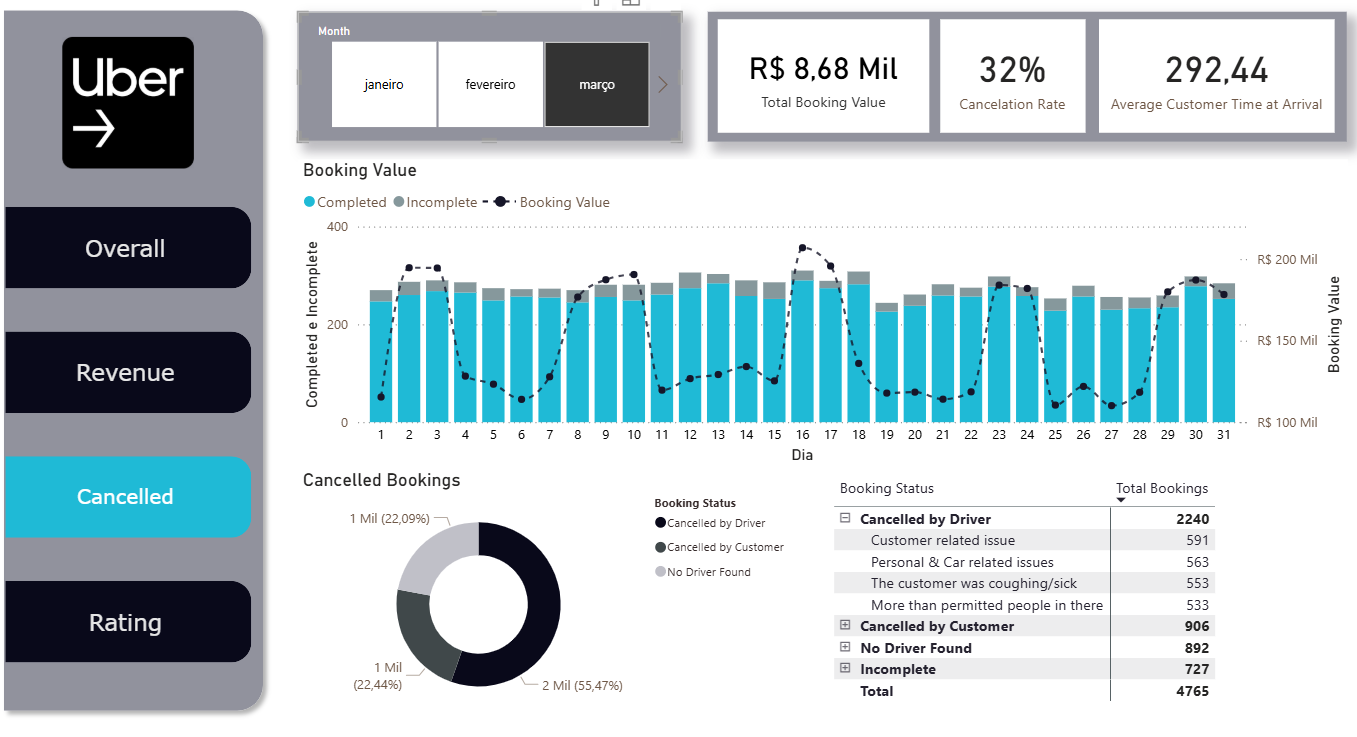 Uber
Overall
Revenue
Cancelled
Rating
Month
janeiro
fevereiro
março
R$ 8,68 Mil
Total Booking Value
32%
Cancelation Rate
292,44
Average Customer Time at Arrival
Booking Value
Completed Incomplete Booking Value
Completed e Incomplete
400
200
0
R$ 200 Mil
R$ 150 Mil
R$ 100 Mil
Booking Value
1 2 3 4 5 6 7 8 9 10 11 12 13 14 15 16 17 18 19 20 21 22 23 24 25 26 27 28 29 30 31
Dia
Cancelled Bookings
1 Mil (22,09%)
1 Mil
(22,44%)
2 Mil (55,47%)
Booking Status
Cancelled by Driver
Cancelled by Customer
No Driver Found
Booking Status Total Bookings
Cancelled by Driver 2240
Customer related issue 591
Personal & Car related issues 563
The customer was coughing/sick 553
More than permitted people in there 533
Cancelled by Customer 906
No Driver Found 892
Incomplete 727
Total 4765